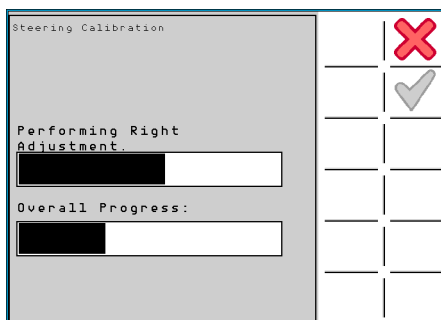 Steering Calibration
Performing Right
Adjustment.
Overall Progress: